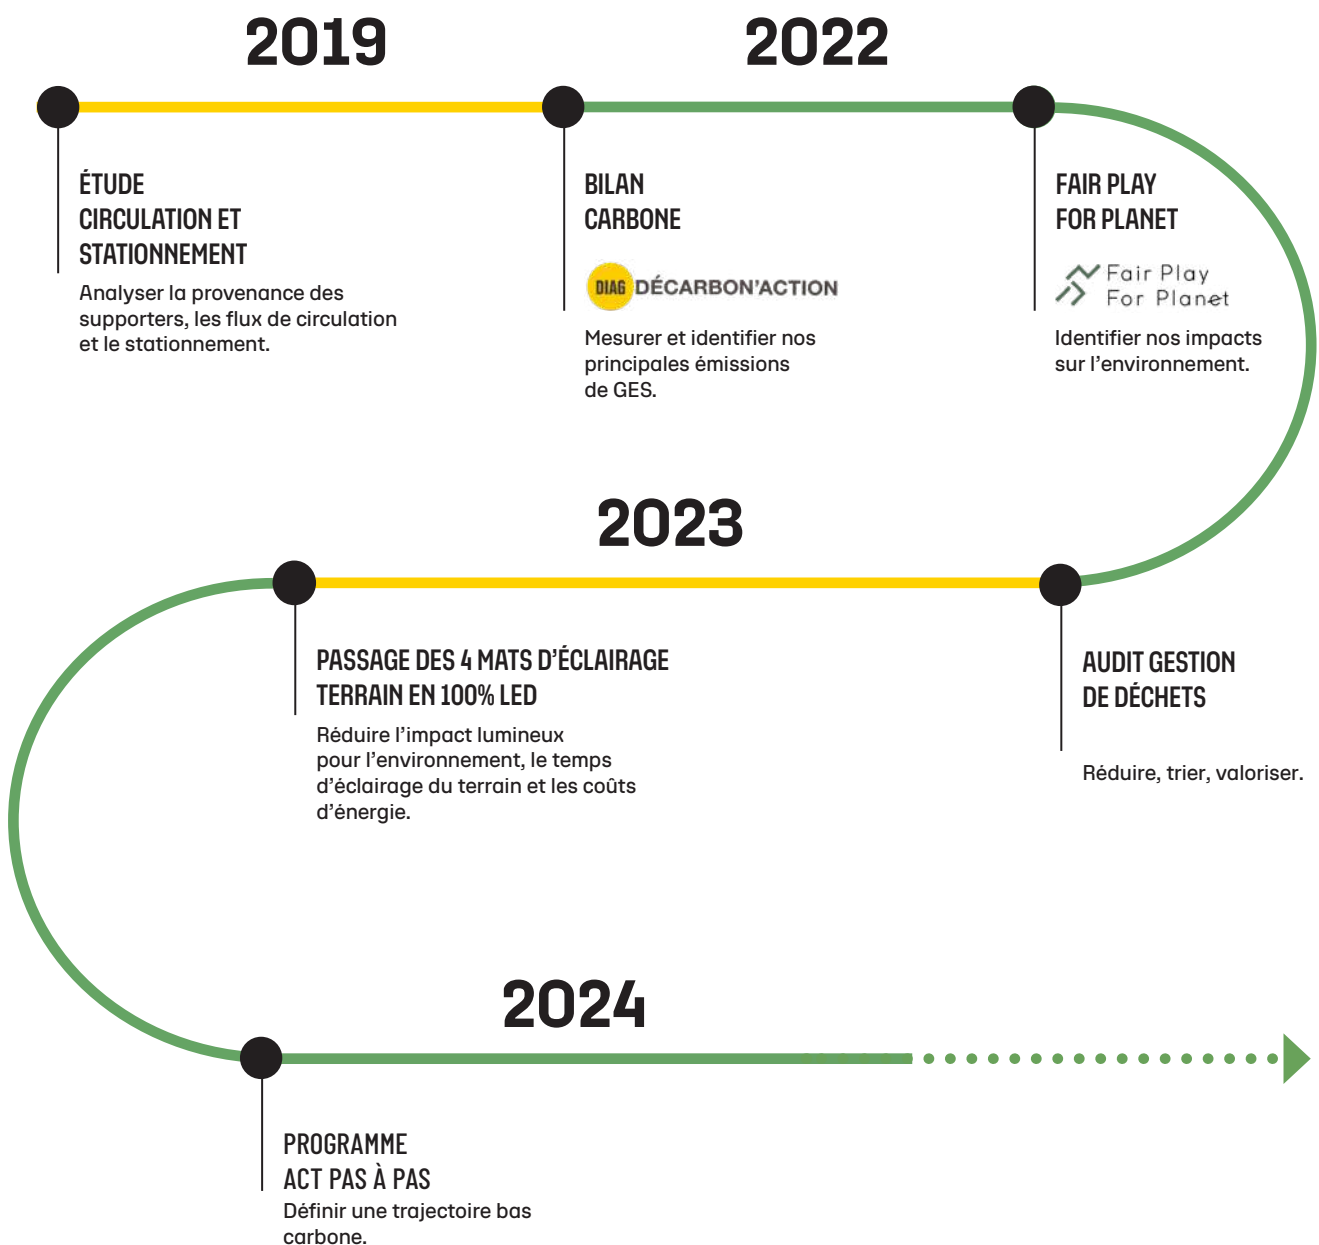 2019
2022
ÉTUDE
CIRCULATION ET
STATIONNEMENT
Analyser la provenance des
supporters, les flux de circulation
et le stationnement.
BILAN
CARBONE
DIAG DÉCARBON'ACTION
Mesurer et identifier nos
principales émissions
de GES.
FAIR PLAY
FOR PLANET
Fair Play
For Planet
Identifier nos impacts
sur l'environnement.
2023
PASSAGE DES 4 MATS D'ÉCLAIRAGE
TERRAIN EN 100% LED
Réduire l'impact lumineux
pour l'environnement, le temps
d'éclairage du terrain et les coûts
d'énergie.
AUDIT GESTION
DE DÉCHETS
Réduire, trier, valoriser.
2024
PROGRAMME
ACT PAS À PAS
Définir une trajectoire bas
carbone.